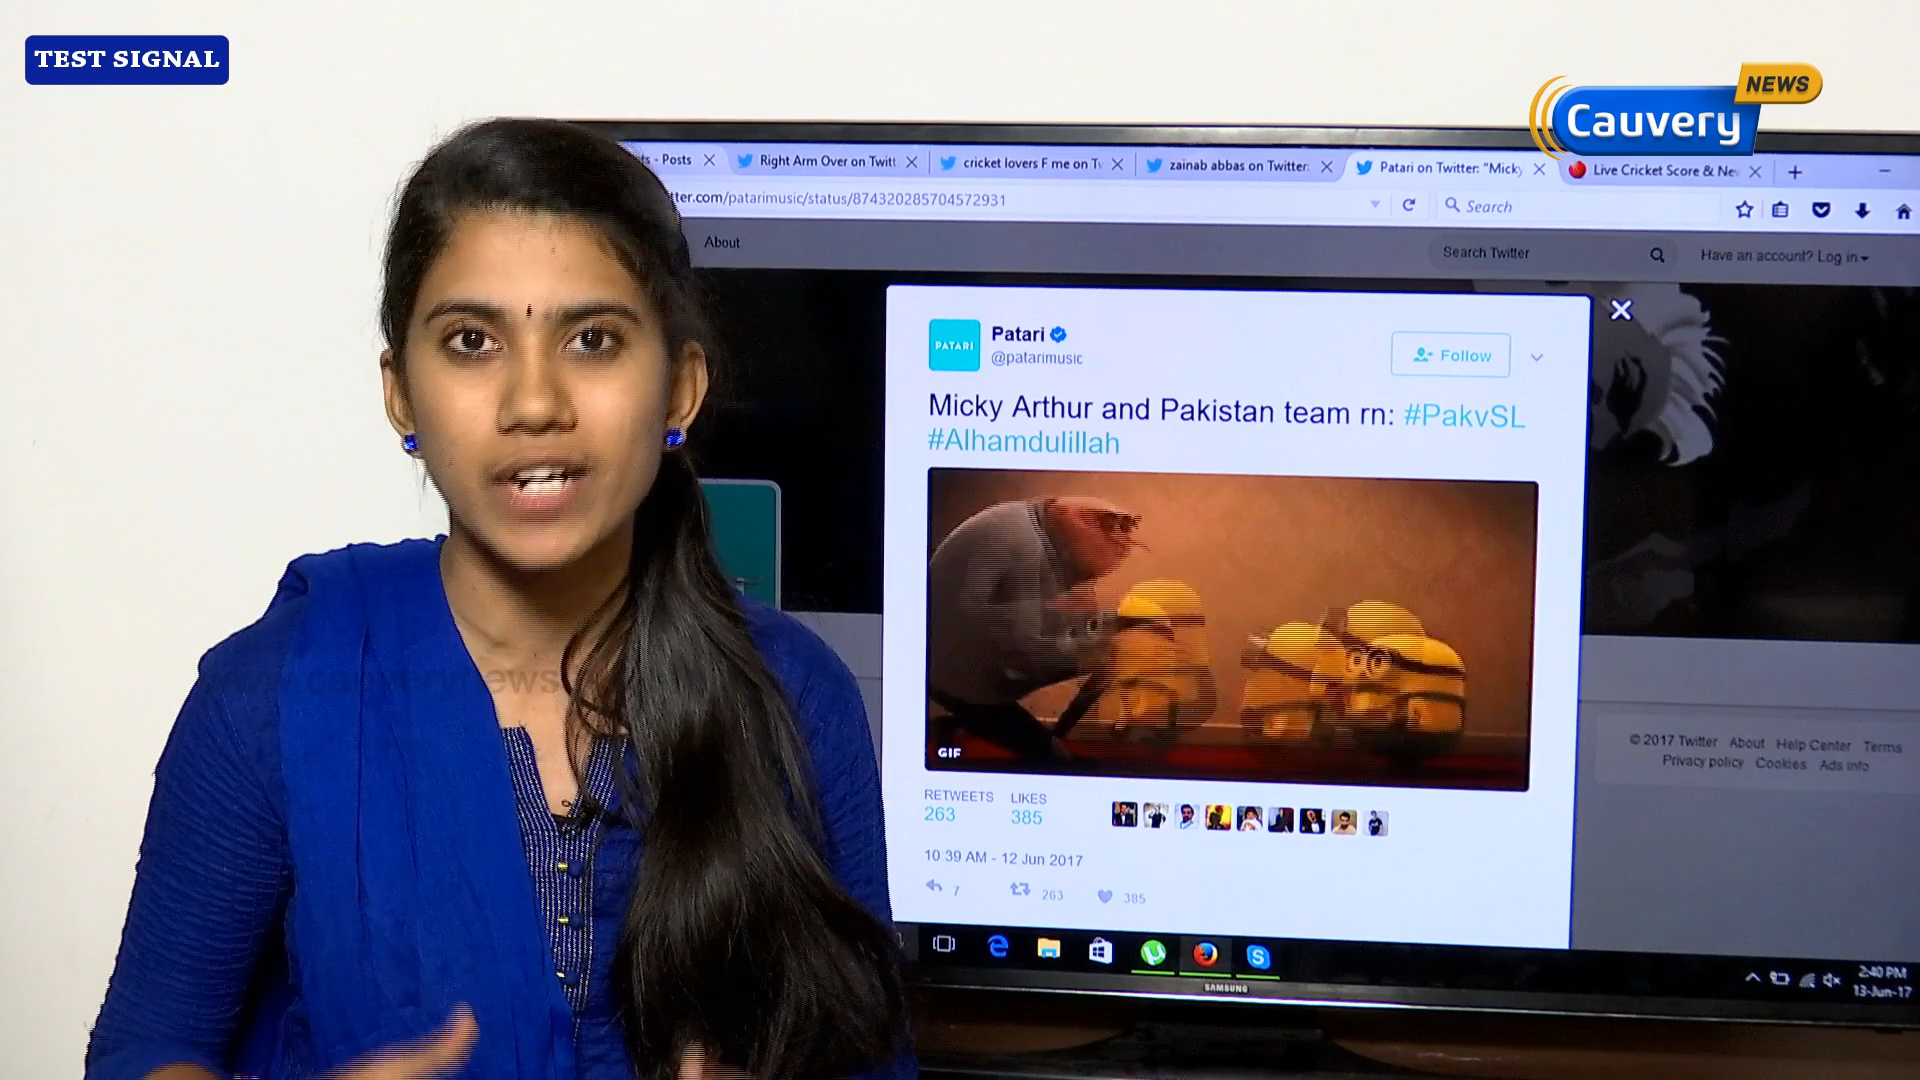 TEST SIGNAL
NEWS
Cauvery
- Posts
Right Arm Over on Twitt
cricket lovers F me on Tw
zainab abbas on Twitter:
Patari on Twitter: "Micky
Live Cricket Score & Nev
tter.com/patarimusic/status/874320285704572931
Search
About
Search Twitter
Have an account? Log in
PATARI
Patari
@patarimusic
Follow
Micky Arthur and Pakistan team rn: #PakvSL
#Alhamdulillah
GIF
RETWEETS LIKES
263 385
10:39 AM - 12 Jun 2017
7 263 385
© 2017 Twitter About Help Center Terms
Privacy policy Cookies Ads info
SAMSUNG
2:40 PM
13-Jun-17